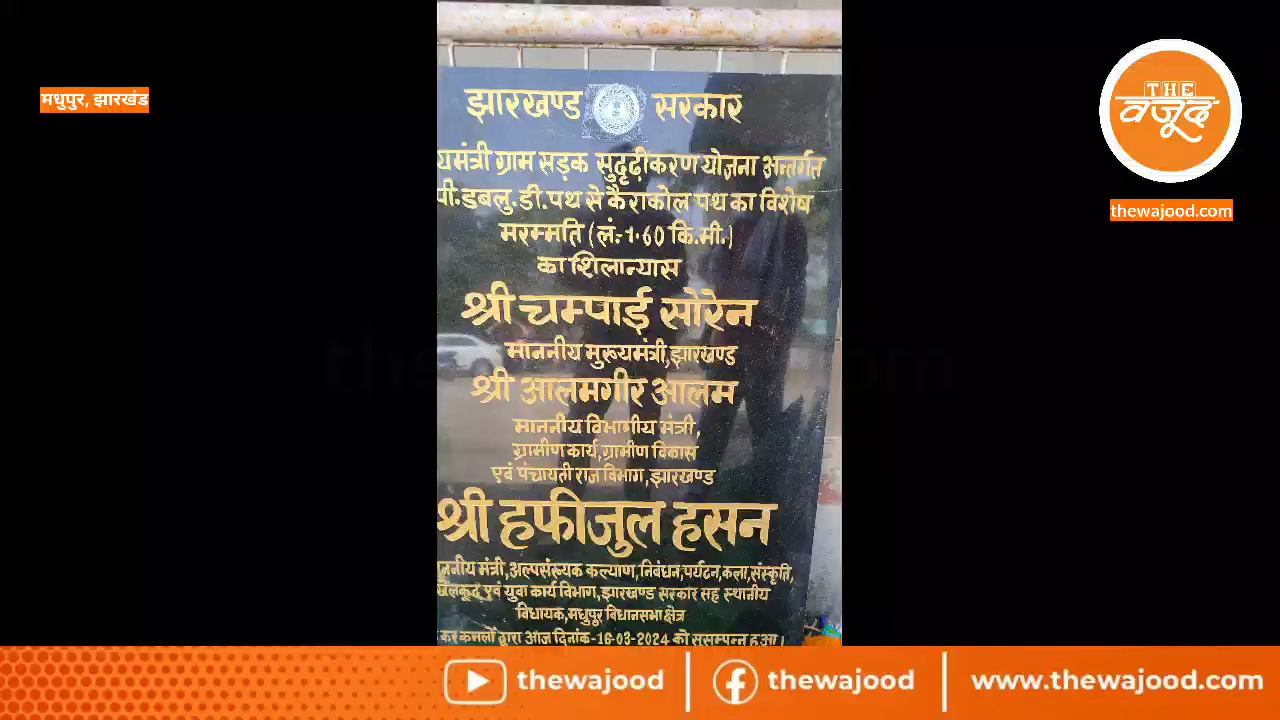 मधुपुर, झारखंड
THE
वजूद
thewajood.com
झारखण्ड सरकार
यमंत्री ग्राम सड़क सुदृढ़ीकरण योजना अन्तर्गत
पी.डबलु.डी.पथ से कैराकोल पथ का विशेष
मरम्मति (लं.-1.60 कि.मी.)
का शिलान्यास
श्री चम्पाई सोरेन
माननीय मुख्यमंत्री,झारखण्ड
श्री आलमगीर आलम
माननीय विभागीय मंत्री,
ग्रामीण कार्य,ग्रामीण विकास
एवं पंचायती राज विभाग,झारखण्ड
श्री हफीजुल हसन
ननीय मंत्री,अल्पसंख्यक कल्याण,निबंधन,पर्यटन,कला,संस्कृति,
खेलकूद एवं युवा कार्य विभाग,झारखण्ड सरकार सह स्थानीय
विधायक,मधुपुर विधानसभा क्षेत्र
कर कमलों द्वारा आज दिनांक-16-03-2024 को सुसम्पन्न हुआ।
thewajood
thewajood
www.thewajood.com